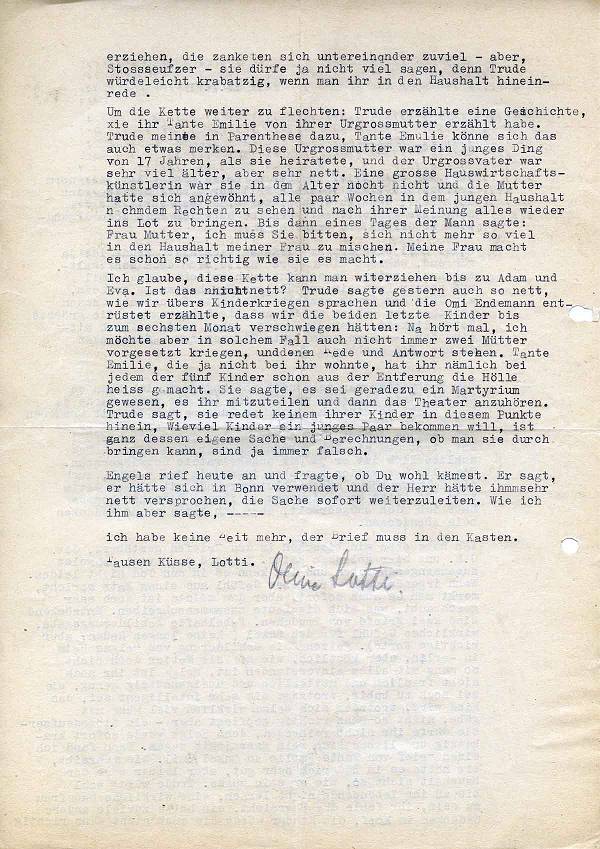 erziehen, die zanketen sich untereinqnder zuviel - aber,
Stossseufzer - sie dürfe ja nicht viel sagen, denn Trude
würdeleicht krabatzig, wenn man ihr in den Haushalt hinein-
rede .
Um die Kette weiter zu flechten: Trude erzählte eine Geschichte,
xie ihr Tante Emilie von ihrer Urgrossmutter erzählt habe.
Trude meinte in Parenthese dazu, Tante Emulie könne sich das
auch etwas merken. Diese Urgrossmutter war ein junges Ding
von 17 Jahren, als sie heiratete, und der Urgrossvater war
sehr viel älter, aber sehr nett. Eine grosse Hauswirtschafts-
künstlerin war sie in dem Alter nocht nicht und die Mutter
hatte sich angewöhnt, alle paar Wochen in dem jungen Haushalt
n chmdem Rechten zu sehen und nach ihrer Meinung alles wieder
ins Lot zu bringen. Bis dann eines Tages der Mann sagte:
Frau Mutter, ich muss Sie bitten, sich nicht mehr so viel
in den Haushalt meiner Frau zu mischen. Meine Frau macht
es schon so richtig wie sie es macht.
Ich glaube, diese Kette kann man witerziehen bis zu Adam und
Eva. Ist das nnichtnett? Trude sagte gestern auch so nett,
wie wir übers Kinderkriegen sprachen und die Omi Endemann ent-
rüstet erzählte, dass wir die beiden letzte Kinder bis
zum sechsten Monat verschwiegen hätten: Na hört mal, ich
möchte aber in solchem Fall auch nicht immer zwei Mütter
vorgesetzt kriegen, unddenen Rede und Antwort stehen. Tante
Emilie, die ja nicht bei ihr wohnte, hat ihr nämlich bei
jedem der fünf Kinder schon aus der Entferung die Hölle
heiss gemacht. Sie sagte, es sei geradezu ein Martyrium
gewesen, es ihr mitzuteilen und dann das Theater anzuhören.
Trude sagt, sie redet keinem ihrer Kinder in diesem Punkte
hinein, Wieviel Kinder ein junges Paar bekommen will, ist
ganz dessen eigene Sache und Berechnungen, ob man sie durch
bringen kann, sind ja immer falsch.
Engels rief heute an und fragte, ob Du wohl kämest. Er sagt,
er hätte sich in Bonn verwendet und der Herr hätte ihmmsehr
nett versprochen, die Sache sofort weiterzuleiten. Wie ich
ihm aber sagte, -----
ich habe keine Zeit mehr, der Brief muss in den Kasten.
Tausen Küsse, Lotti.
Deine Lotti.